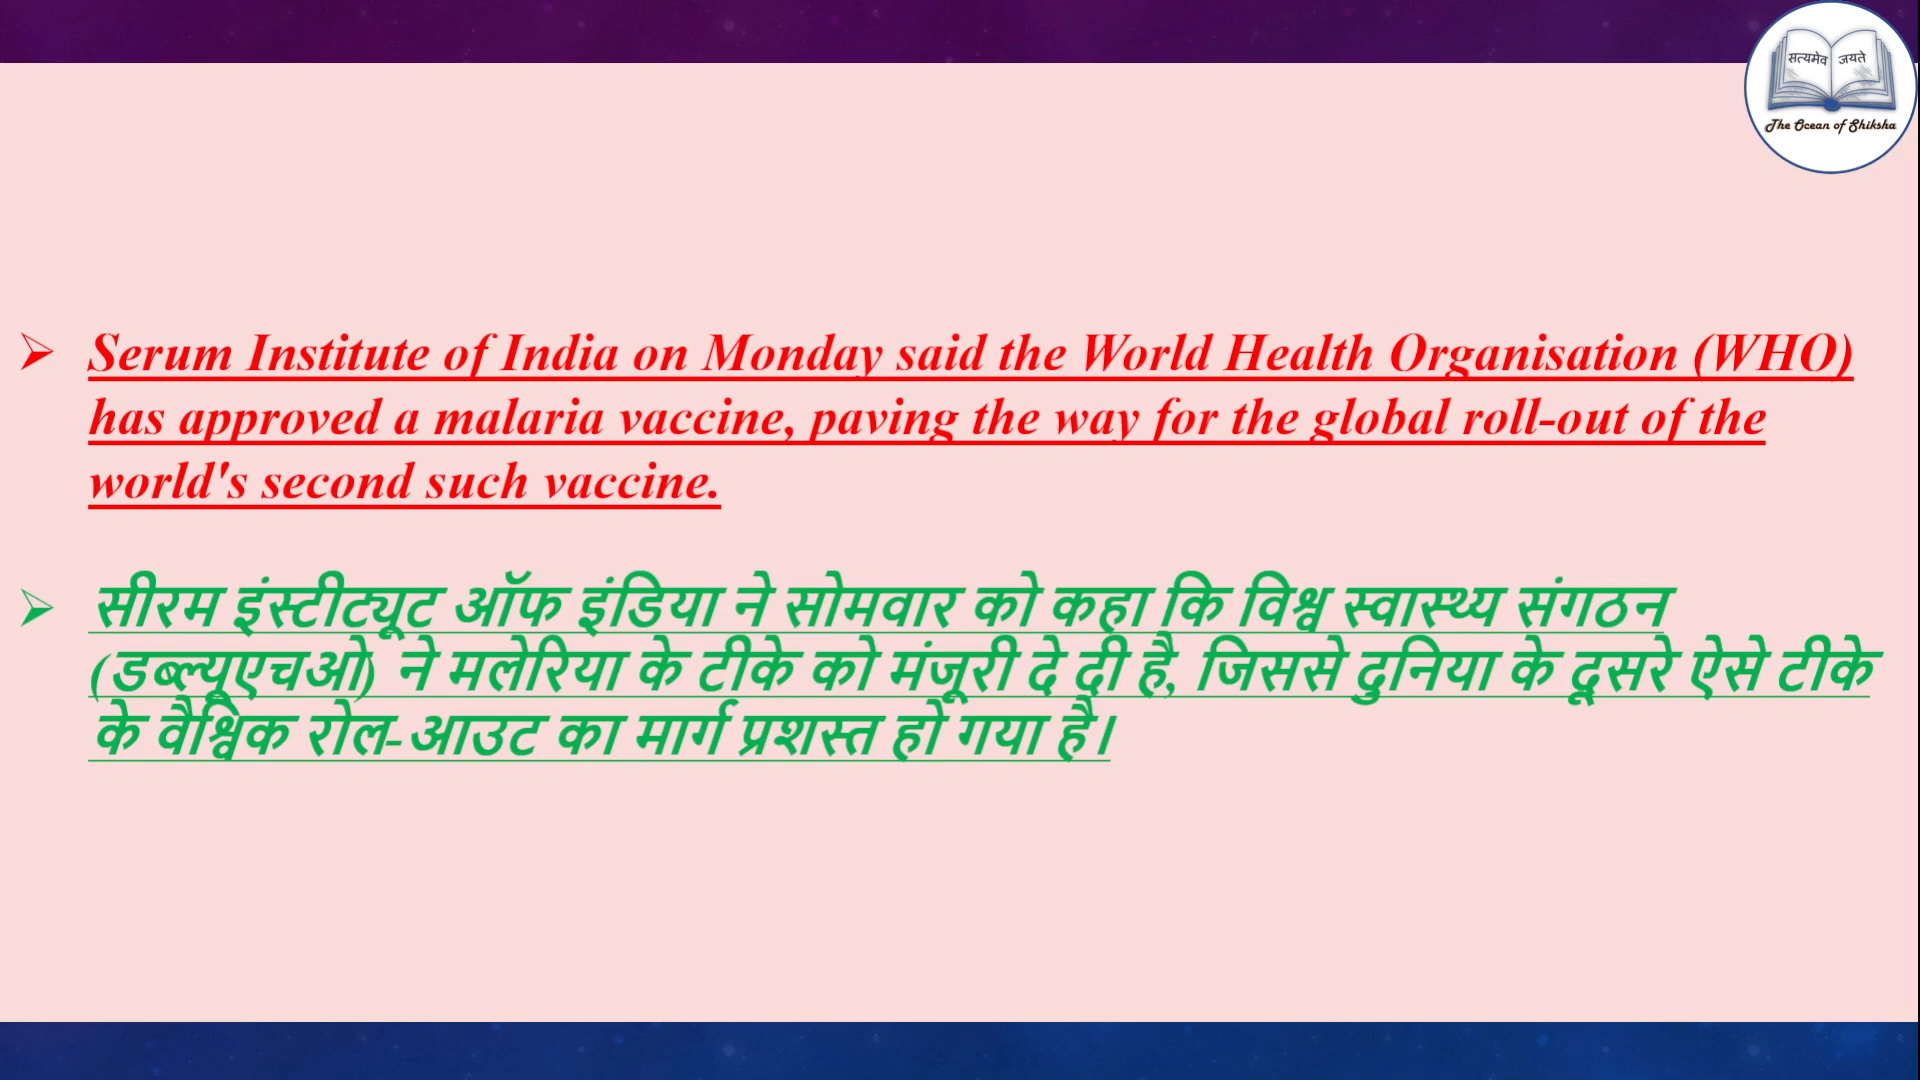 सत्यमेव जयते
The Ocean of Shiksha
Serum Institute of India on Monday said the World Health Organisation (WHO)
has approved a malaria vaccine, paving the way for the global roll-out of the
world's second such vaccine.
सीरम इंस्टीट्यूट ऑफ इंडिया ने सोमवार को कहा कि विश्व स्वास्थ्य संगठन
(डब्ल्यूएचओ) ने मलेरिया के टीके को मंजूरी दे दी है, जिससे दुनिया के दूसरे ऐसे टीके
के वैश्विक रोल-आउट का मार्ग प्रशस्त हो गया है।